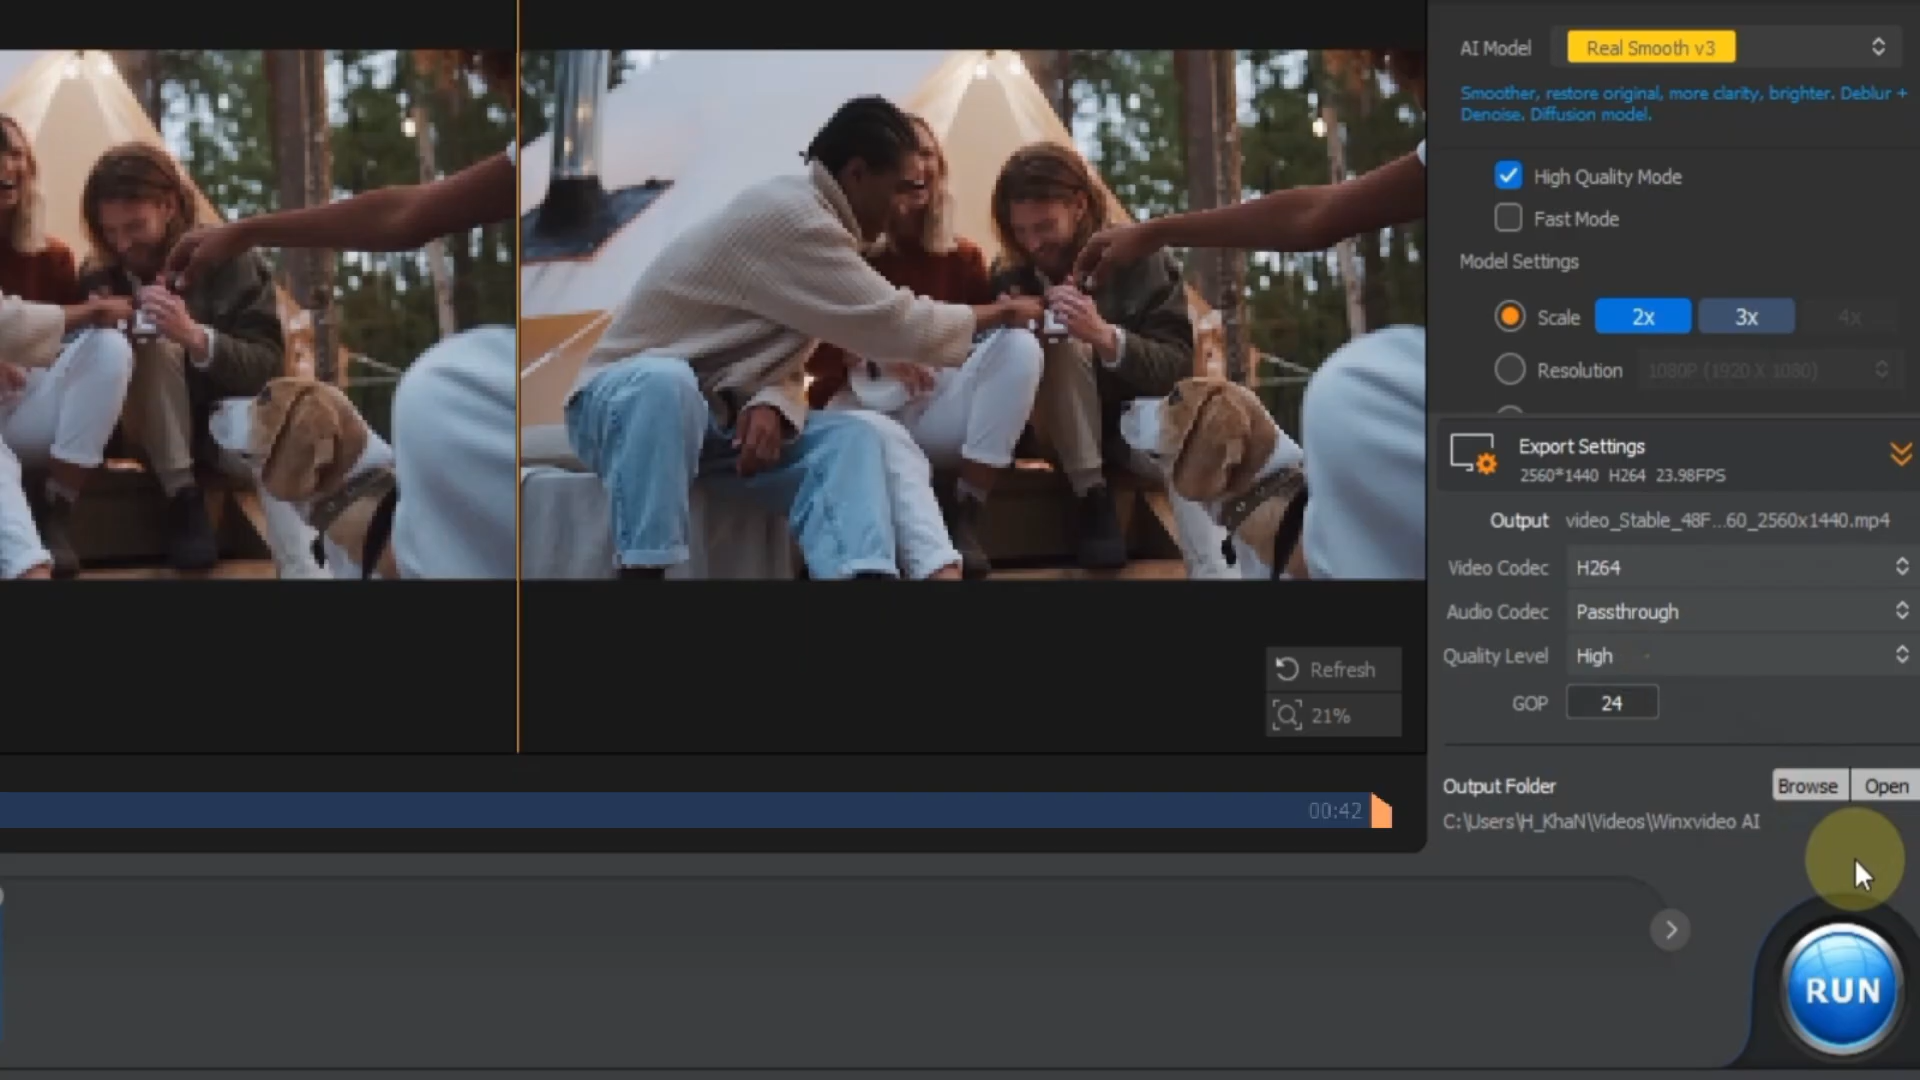 AI Model Real Smooth v3
Smoother, restore original, more clarity, brighter. Deblur +
Denoise. Diffusion model.
High Quality Mode
Fast Mode
Model Settings
Scale 2x 3x 4x
Resolution 1080P (1920 X 1080)
Export Settings
2560*1440 H264 23.98FPS
Output video_Stable_48F...60_2560x1440.mp4
Video Codec H264
Audio Codec Passthrough
Quality Level High
GOP 24
Refresh
21%
00:42
Output Folder Browse Open
C:\Users\H_KhaN\Videos\Winxvideo AI
RUN